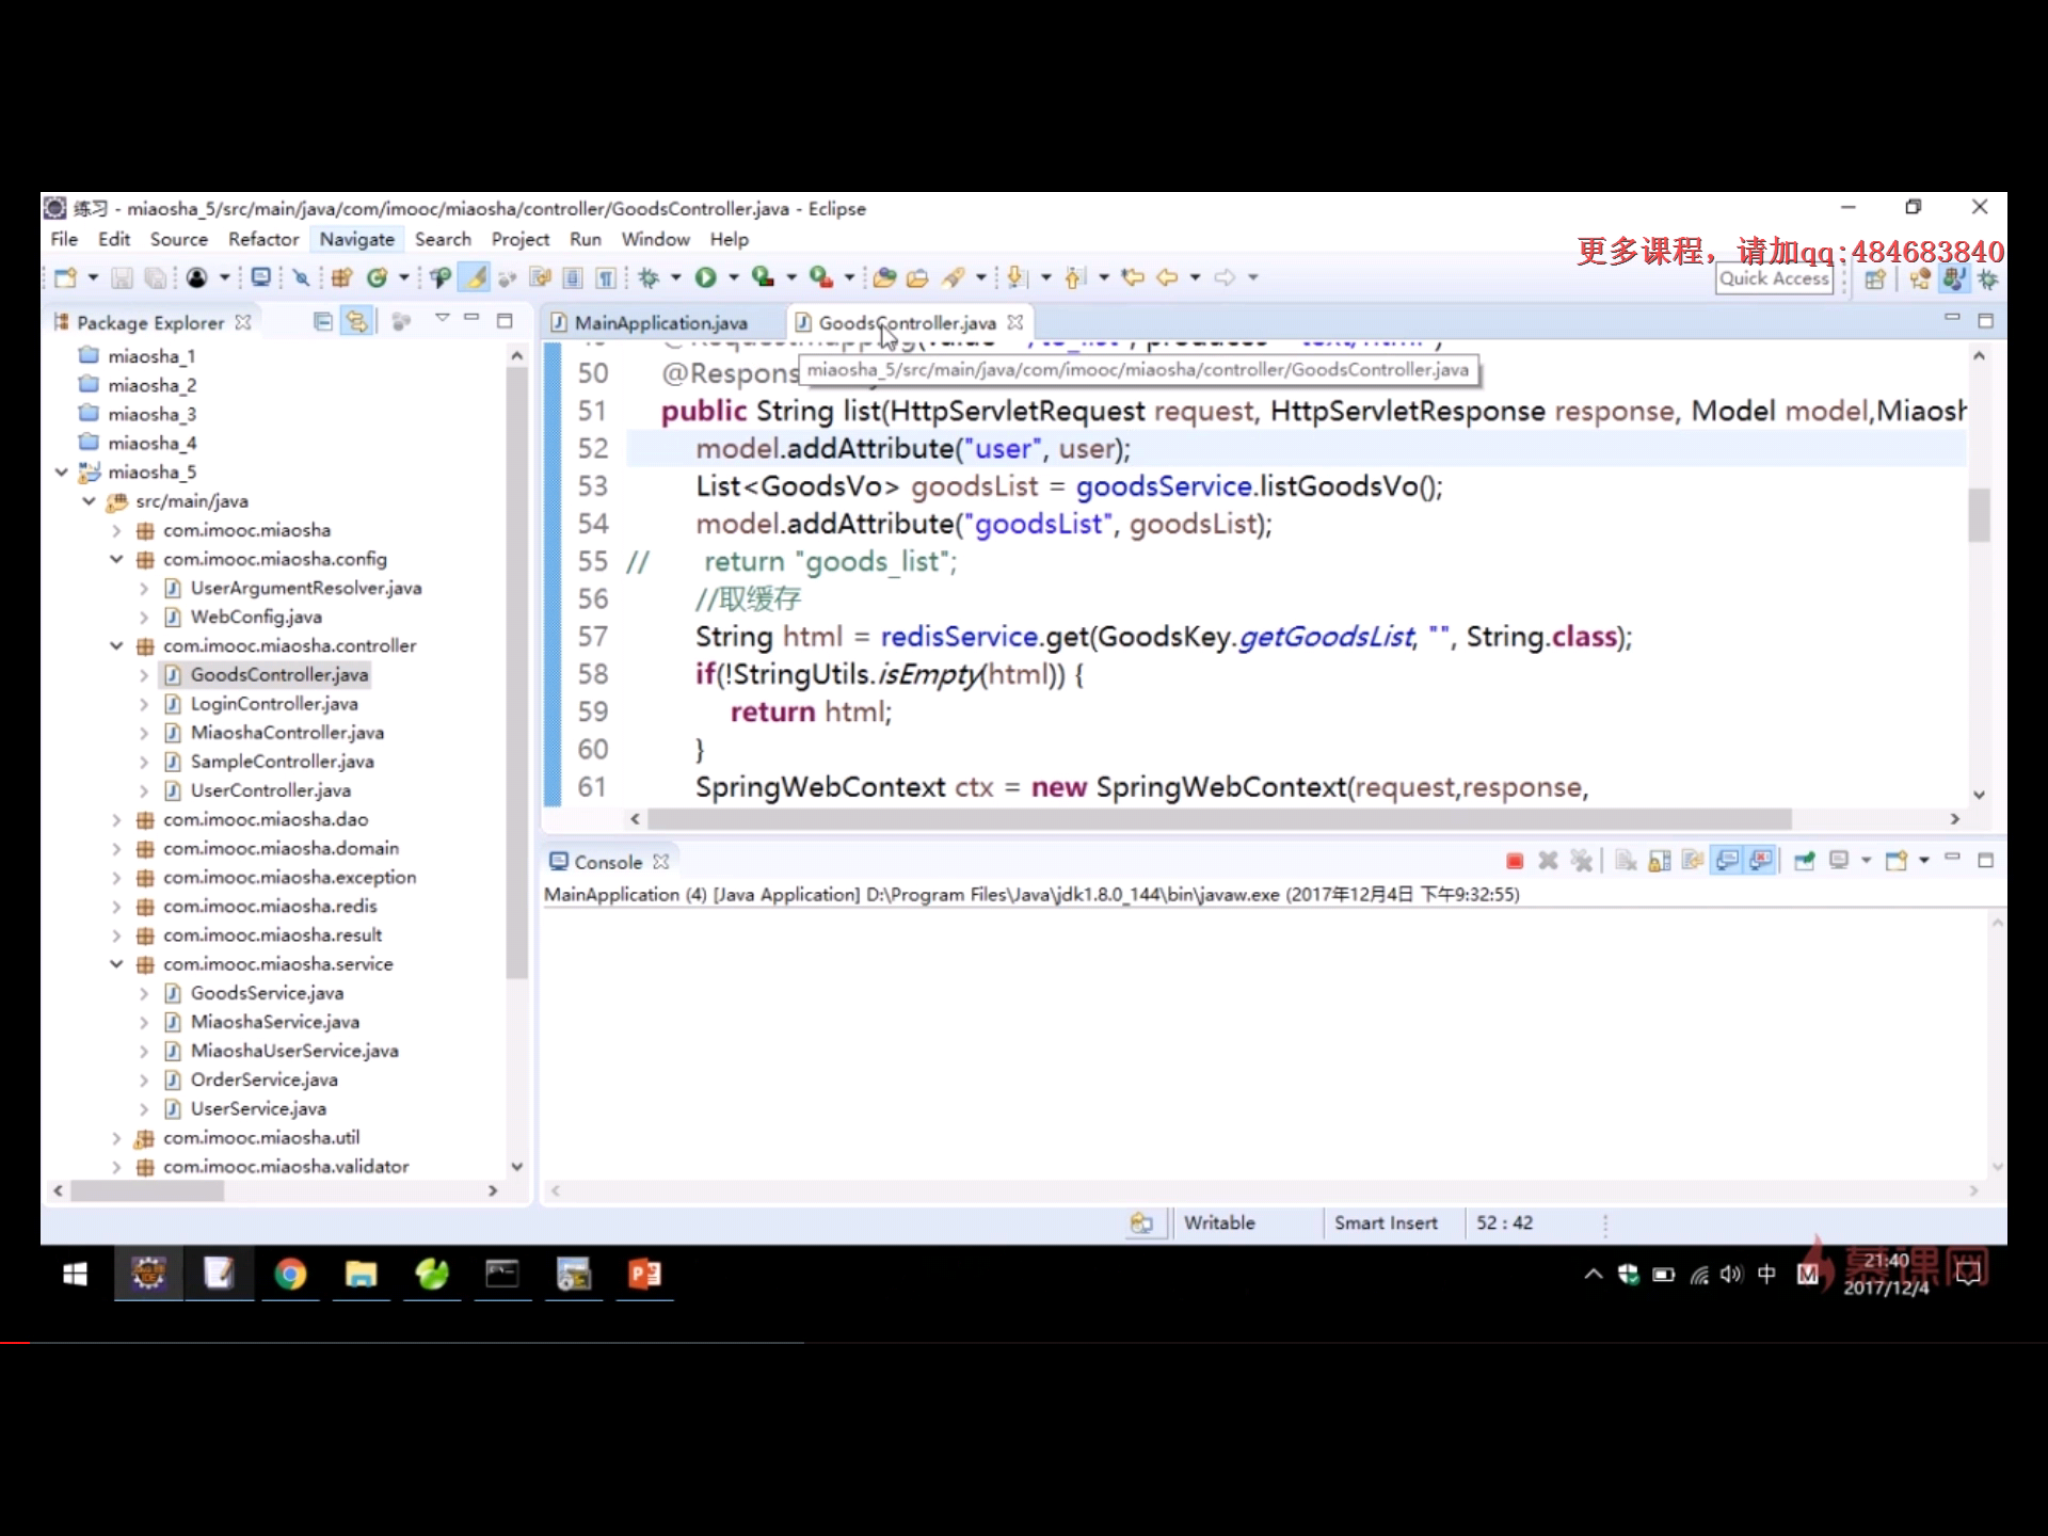 练习 - miaosha_5/src/main/java/com/imooc/miaosha/controller/GoodsController.java - Eclipse
File Edit Source Refactor Navigate Search Project Run Window Help
更多课程，请加qq:484683840
Quick Access
Package Explorer
miaosha_1
miaosha_2
miaosha_3
miaosha_4
miaosha_5
src/main/java
com.imooc.miaosha
com.imooc.miaosha.config
UserArgumentResolver.java
WebConfig.java
com.imooc.miaosha.controller
GoodsController.java
LoginController.java
MiaoshaController.java
SampleController.java
UserController.java
com.imooc.miaosha.dao
com.imooc.miaosha.domain
com.imooc.miaosha.exception
com.imooc.miaosha.redis
com.imooc.miaosha.result
com.imooc.miaosha.service
GoodsService.java
MiaoshaService.java
MiaoshaUserService.java
OrderService.java
UserService.java
com.imooc.miaosha.util
com.imooc.miaosha.validator
MainApplication.java GoodsController.java
50 @Respons
miaosha_5/src/main/java/com/imooc/miaosha/controller/GoodsController.java
51 public String list(HttpServletRequest request, HttpServletResponse response, Model model,Miaosh
52 model.addAttribute("user", user);
53 List<GoodsVo> goodsList = goodsService.listGoodsVo();
54 model.addAttribute("goodsList", goodsList);
55 // return "goods_list";
56 //取缓存
57 String html = redisService.get(GoodsKey.getGoodsList, "", String.class);
58 if(!StringUtils.isEmpty(html)) {
59 return html;
60 }
61 SpringWebContext ctx = new SpringWebContext(request,response,
Console
MainApplication (4) [Java Application] D:\Program Files\Java\jdk1.8.0_144\bin\javaw.exe (2017年12月4日 下午9:32:55)
Writable Smart Insert 52 : 42
中 M
慕课网
21:40
2017/12/4